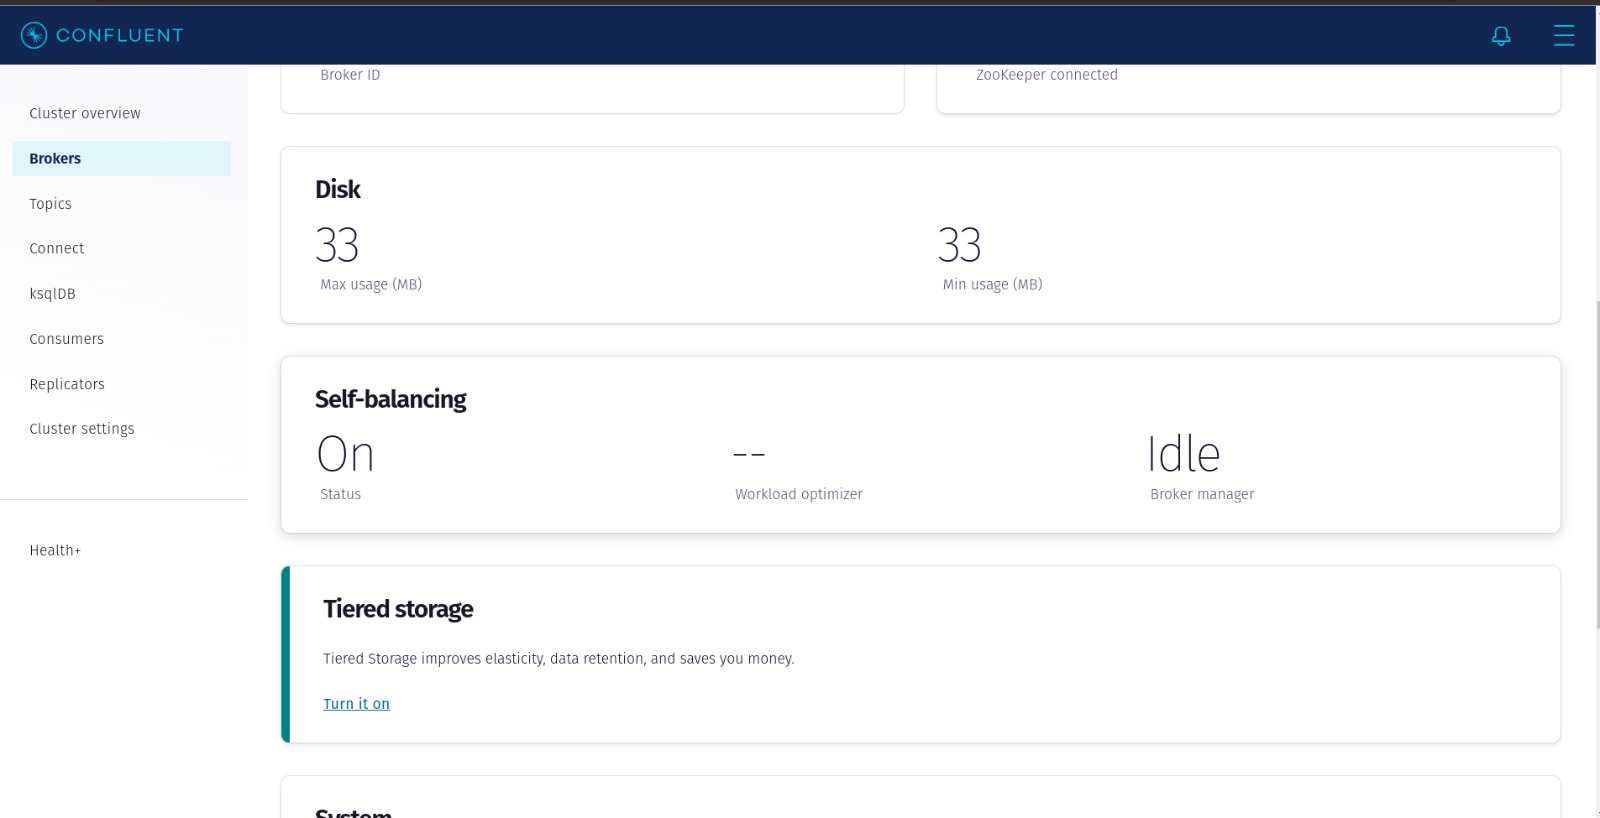 CONFLUENT
Broker ID
ZooKeeper connected
Cluster overview
Brokers
Topics
Connect
ksqlDB
Consumers
Replicators
Cluster settings
Health+
Disk
33
Max usage (MB)
33
Min usage (MB)
Self-balancing
On
Status
--
Workload optimizer
Idle
Broker manager
Tiered storage
Tiered Storage improves elasticity, data retention, and saves you money.
Turn it on
System